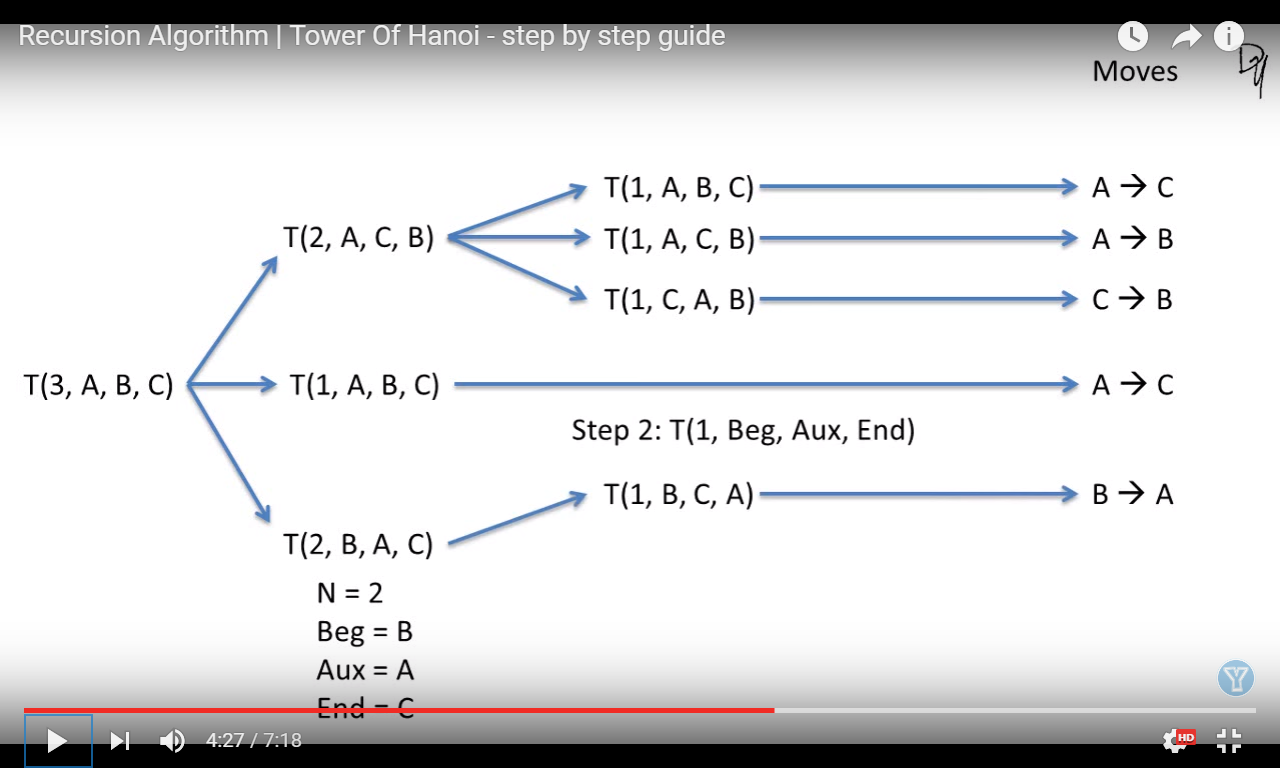 Recursion Algorithm | Tower Of Hanoi - step by step guide
Moves
T(1, A, B, C) A → C
T(2, A, C, B) T(1, A, C, B) A → B
T(1, C, A, B) C → B
T(3, A, B, C) T(1, A, B, C) A → C
Step 2: T(1, Beg, Aux, End)
T(1, B, C, A) B → A
T(2, B, A, C)
N = 2
Beg = B
Aux = A
End = C
4:27 / 7:18
HD
Y